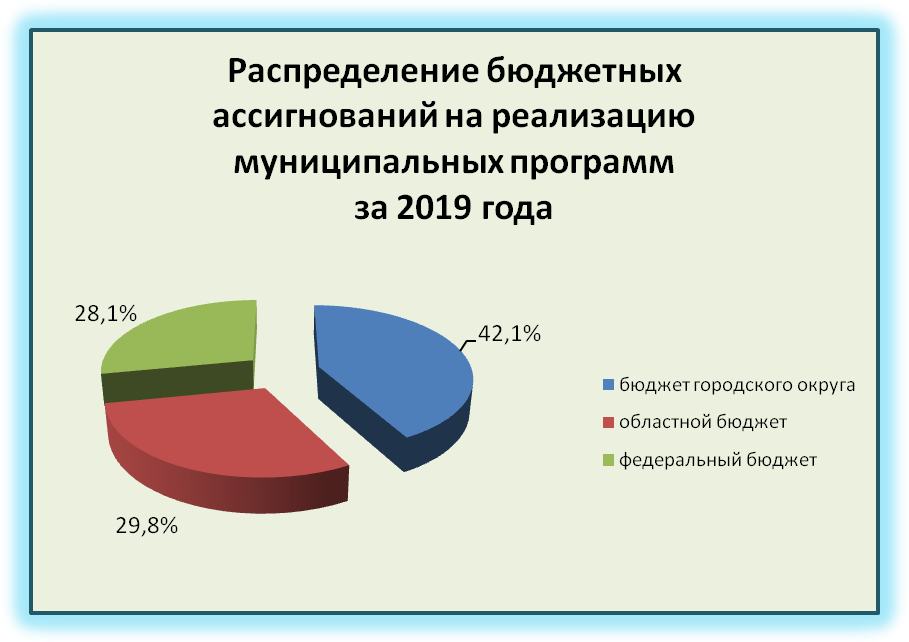 Распределение бюджетных
ассигнований на реализацию
муниципальных программ
за 2019 года
28,1%
42,1%
бюджет городского округа
областной бюджет
федеральный бюджет
29,8%